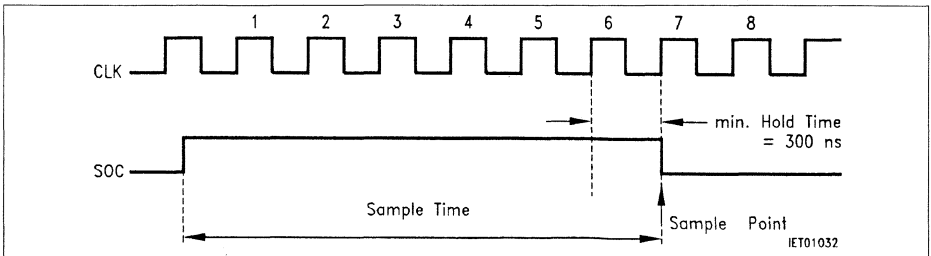 1 2 3 4 5 6 7 8
CLK
min. Hold Time
= 300 ns
SOC
Sample Time
Sample Point
IET01032